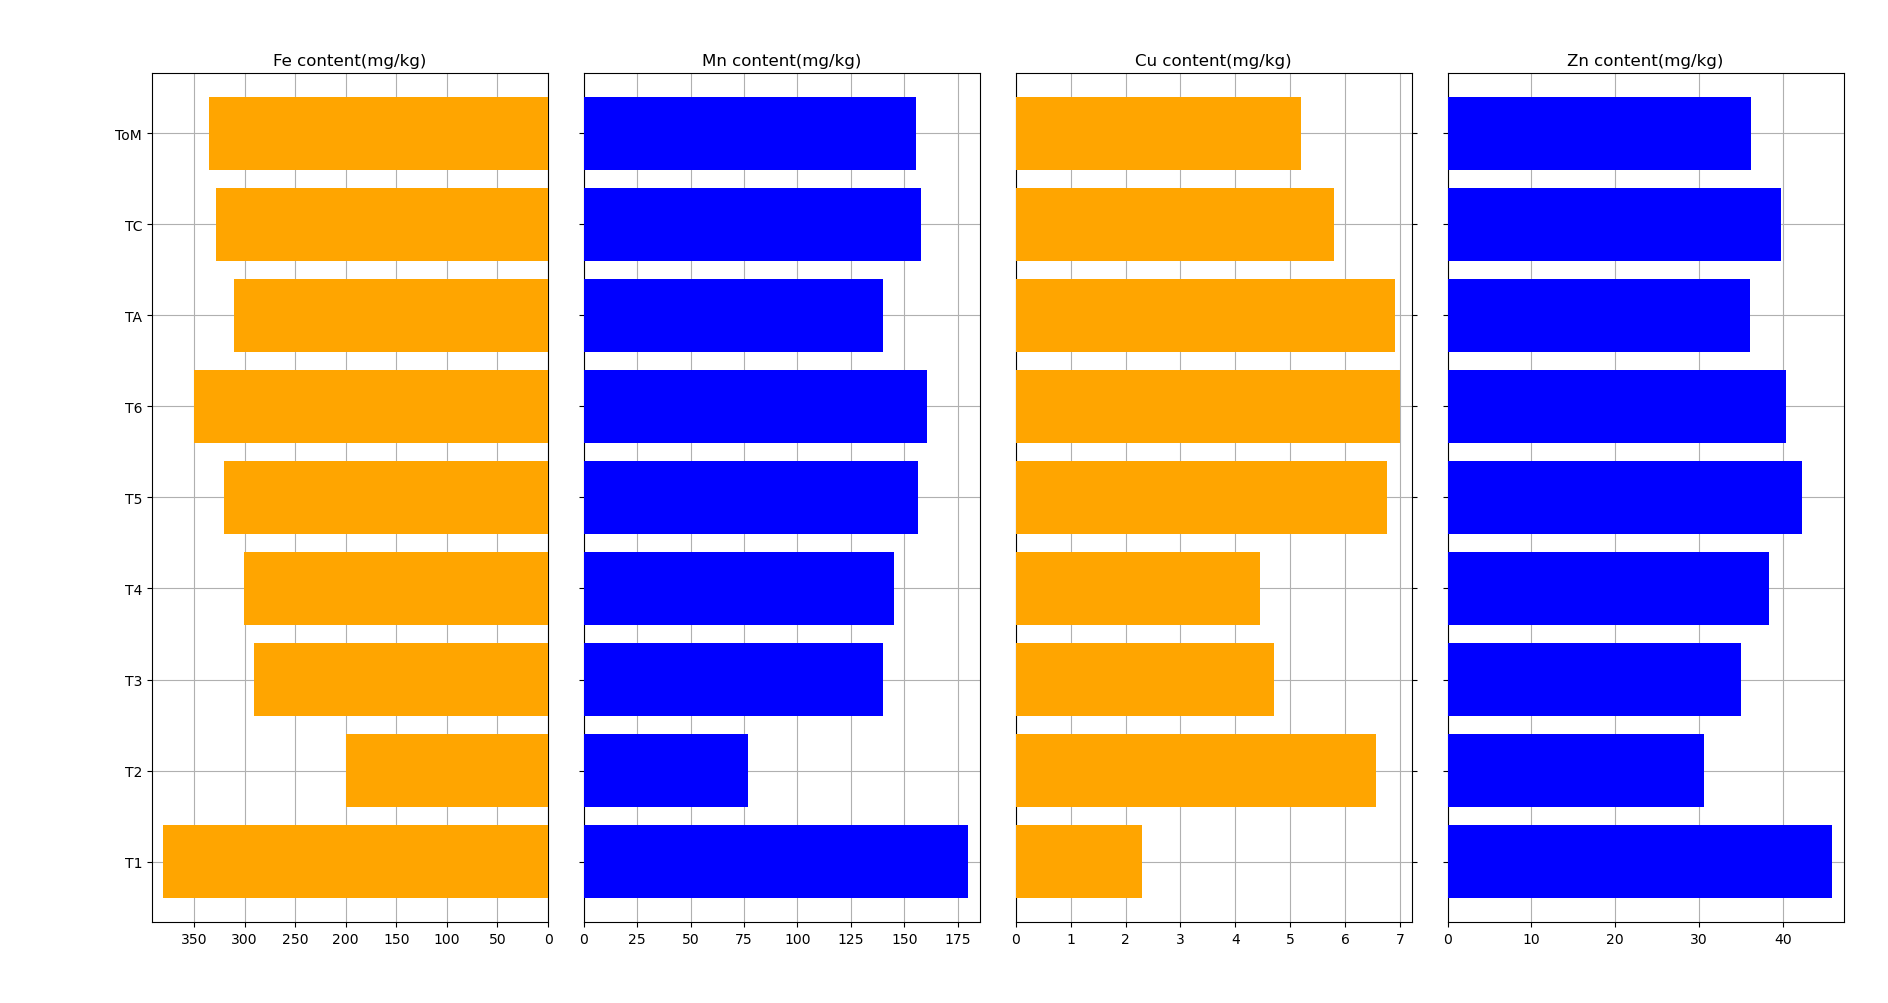 Fe content(mg/kg)
Mn content(mg/kg)
Cu content(mg/kg)
Zn content(mg/kg)
ToM
TC
TA
T6
T5
T4
T3
T2
T1
350 300 250 200 150 100 50 0
0 25 50 75 100 125 150 175
0 1 2 3 4 5 6 7
0 10 20 30 40